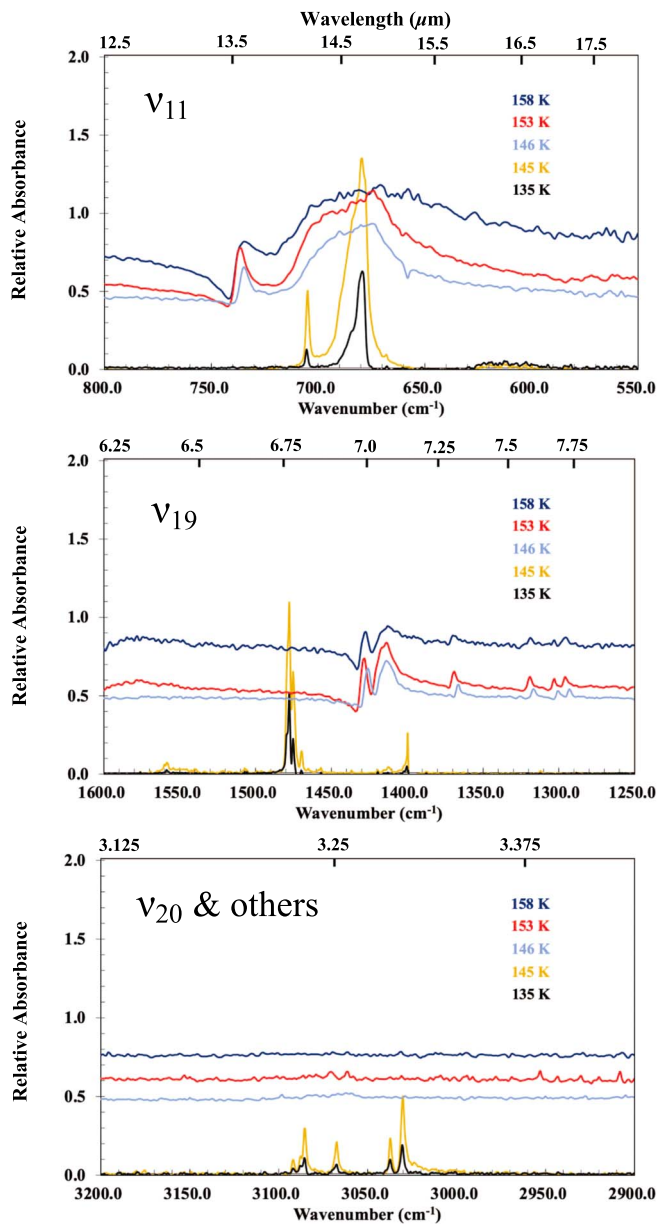 Wavelength (µm)
12.5 13.5 14.5 15.5 16.5 17.5
2.0
ν11
158 K
153 K
146 K
145 K
135 K
1.5
1.0
0.5
0.0
Relative Absorbance
800.0 750.0 700.0 650.0 600.0 550.0
Wavenumber (cm-1)
6.25 6.5 6.75 7.0 7.25 7.5 7.75
2.0
ν19
158 K
153 K
146 K
145 K
135 K
1.5
1.0
0.5
0.0
Relative Absorbance
1600.0 1550.0 1500.0 1450.0 1400.0 1350.0 1300.0 1250.0
Wavenumber (cm-1)
3.125 3.25 3.375
2.0
ν20 & others
158 K
153 K
146 K
145 K
135 K
1.5
1.0
0.5
0.0
Relative Absorbance
3200.0 3150.0 3100.0 3050.0 3000.0 2950.0 2900.0
Wavenumber (cm-1)